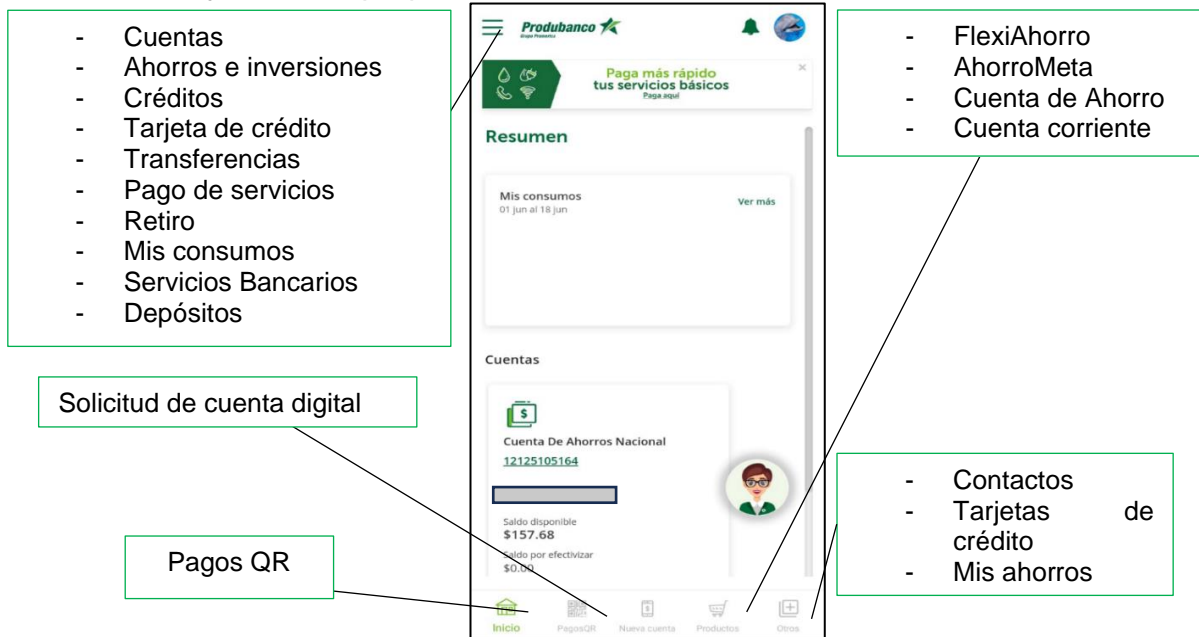 - Cuentas
- Ahorros e inversiones
- Créditos
- Tarjeta de crédito
- Transferencias
- Pago de servicios
- Retiro
- Mis consumos
- Servicios Bancarios
- Depósitos
Solicitud de cuenta digital
Pagos QR
Produbanco
Grupo Promerica
Paga más rápido
tus servicios básicos
Paga aquí
Resumen
Mis consumos
Ver más
01 jun al 18 jun
Cuentas
Cuenta De Ahorros Nacional
12125105164
Saldo disponible
$157.68
Saldo por efectivizar
$0.00
Inicio
PagosQR
Nueva cuenta
Productos
Otros
- FlexiAhorro
- AhorroMeta
- Cuenta de Ahorro
- Cuenta corriente
- Contactos
- Tarjetas de
crédito
- Mis ahorros